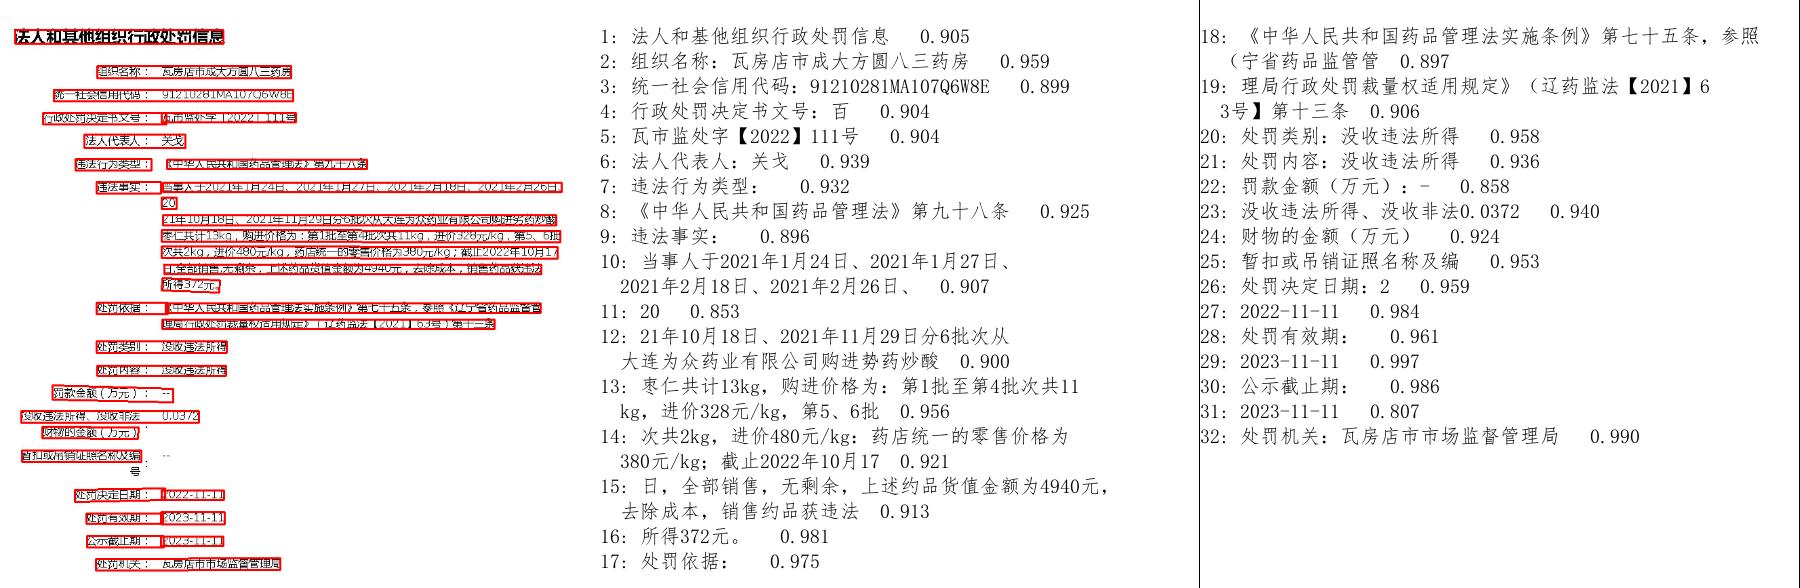 法人和其他组织行政处罚信息
组织名称： 瓦房店市成大方圆八三药房
统一社会信用代码： 91210281MA107Q6W8E
行政处罚决定书文号： 瓦市监处字【2022】111号
法人代表人： 关戈
违法行为类型： 《中华人民共和国药品管理法》第九十八条
违法事实： 当事人于2021年1月24日、2021年1月27日、2021年2月18日、2021年2月26日、
20
21年10月18日、2021年11月29日分6批次从大连为众药业有限公司购进劳药炒酸
枣仁共计13kg，购进价格为：第1批至第4批次共11kg，进价328元/kg，第5、6批
次共2kg，进价480元/kg，药店统一的零售价格为380元/kg；截止2022年10月17
日,全部销售,无剩余，上述药品货值金额为4940元，去除成本，销售药品获违法
所得372元。
处罚依据： 《中华人民共和国药品管理法实施条例》第七十五条，参照《辽宁省药品监督管
理局行政处罚裁量权适用规定》（辽药监法【2021】63号）第十三条
处罚类别： 没收违法所得
处罚内容： 没收违法所得
罚款金额（万元）： --
没收违法所得、没收非法 0.0372
财物的金额（万元）：
暂扣或吊销证照名称及编 --
号：
处罚决定日期： 2022-11-11
处罚有效期： 2023-11-11
公示截止期： 2023-11-11
处罚机关： 瓦房店市市场监督管理局
1: 法人和基他组织行政处罚信息 0.905
2: 组织名称：瓦房店市成大方圆八三药房 0.959
3: 统一社会信用代码：91210281MA107Q6W8E 0.899
4: 行政处罚决定书文号：百 0.904
5: 瓦市监处字【2022】111号 0.904
6: 法人代表人：关戈 0.939
7: 违法行为类型： 0.932
8: 《中华人民共和国药品管理法》第九十八条 0.925
9: 违法事实： 0.896
10: 当事人于2021年1月24日、2021年1月27日、
2021年2月18日、2021年2月26日、 0.907
11: 20 0.853
12: 21年10月18日、2021年11月29日分6批次从
大连为众药业有限公司购进势药炒酸 0.900
13: 枣仁共计13kg，购进价格为：第1批至第4批次共11
kg，进价328元/kg，第5、6批 0.956
14: 次共2kg，进价480元/kg：药店统一的零售价格为
380元/kg；截止2022年10月17 0.921
15: 日，全部销售，无剩余，上述约品货值金额为4940元，
去除成本，销售约品获违法 0.913
16: 所得372元。 0.981
17: 处罚依据： 0.975
18: 《中华人民共和国药品管理法实施条例》第七十五条，参照
（宁省药品监管管 0.897
19: 理局行政处罚裁量权适用规定》（辽药监法【2021】6
3号】第十三条 0.906
20: 处罚类别：没收违法所得 0.958
21: 处罚内容：没收违法所得 0.936
22: 罚款金额（万元）：- 0.858
23: 没收违法所得、没收非法0.0372 0.940
24: 财物的金额（万元） 0.924
25: 暂扣或吊销证照名称及编 0.953
26: 处罚决定日期：2 0.959
27: 2022-11-11 0.984
28: 处罚有效期： 0.961
29: 2023-11-11 0.997
30: 公示截止期： 0.986
31: 2023-11-11 0.807
32: 处罚机关：瓦房店市市场监督管理局 0.990